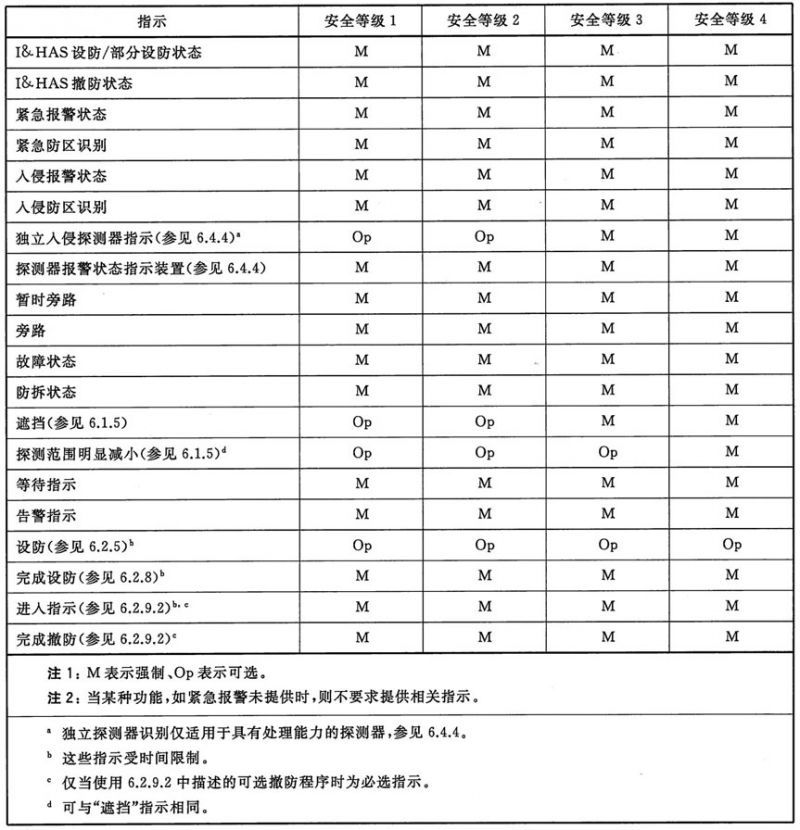 指示 安全等级 1 安全等级 2 安全等级 3 安全等级 4
I&HAS 设防/部分设防状态 M M M M
I&HAS 撤防状态 M M M M
紧急报警状态 M M M M
紧急防区识别 M M M M
入侵报警状态 M M M M
入侵防区识别 M M M M
独立入侵探测器指示(参见 6.4.4)ᵃ Op Op M M
探测器报警状态指示装置(参见 6.4.4) M M M M
暂时旁路 M M M M
旁路 M M M M
故障状态 M M M M
防拆状态 M M M M
遮挡(参见 6.1.5) Op Op M M
探测范围明显减小(参见 6.1.5)ᵈ Op Op Op M
等待指示 M M M M
告警指示 M M M M
设防(参见 6.2.5)ᵇ Op Op Op Op
完成设防(参见 6.2.8)ᵇ M M M M
进入指示(参见 6.2.9.2)ᵇ·ᶜ M M M M
完成撤防(参见 6.2.9.2)ᶜ M M M M
注 1：M 表示强制、Op 表示可选。
注 2：当某种功能,如紧急报警未提供时,则不要求提供相关指示。
ᵃ 独立探测器识别仅适用于具有处理能力的探测器,参见 6.4.4。
ᵇ 这些指示受时间限制。
ᶜ 仅当使用 6.2.9.2 中描述的可选撤防程序时为必选指示。
ᵈ 可与“遮挡”指示相同。